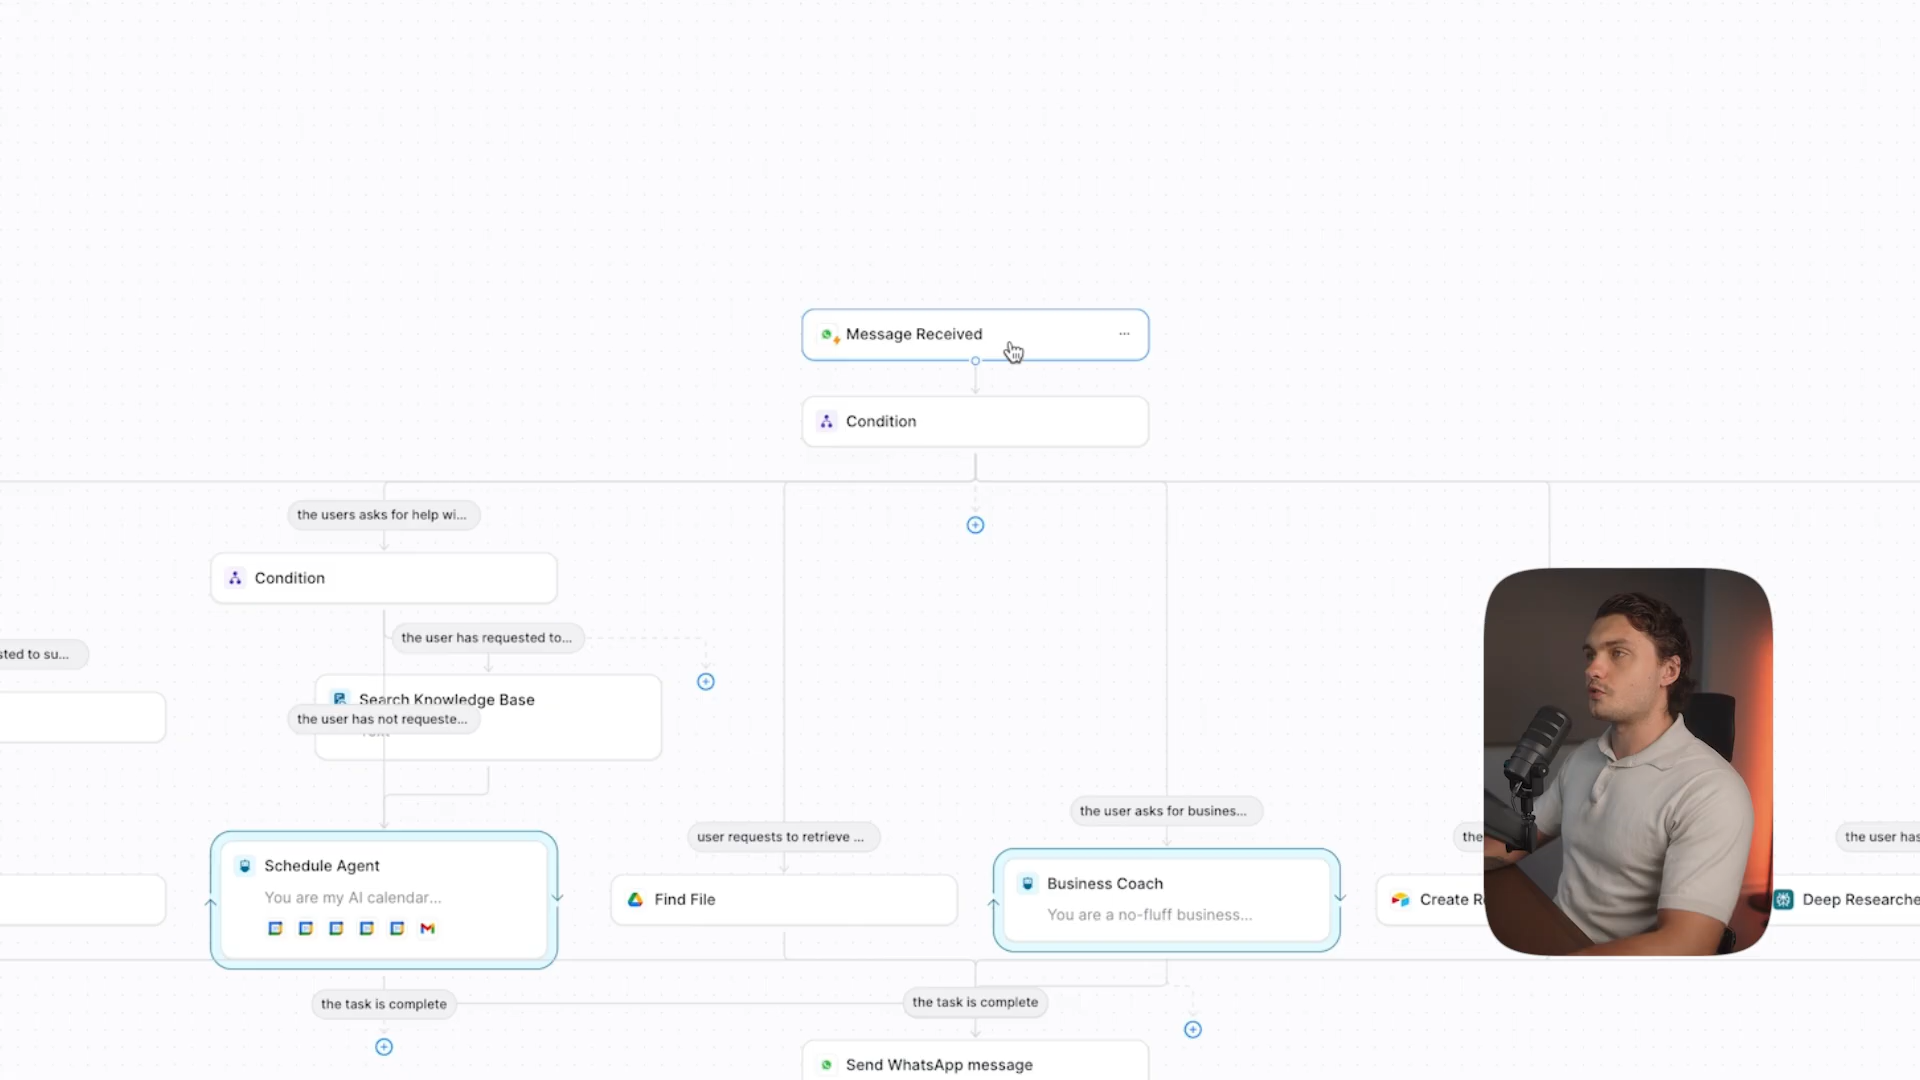 Message Received
Condition
the users asks for help wi...
Condition
the user has requested to...
sted to su...
Search Knowledge Base
the user has not requeste...
the user asks for busines...
user requests to retrieve ...
the
the user has
Schedule Agent
You are my AI calendar...
Find File
Business Coach
You are a no-fluff business...
Create R
Deep Researche
the task is complete
the task is complete
Send WhatsApp message